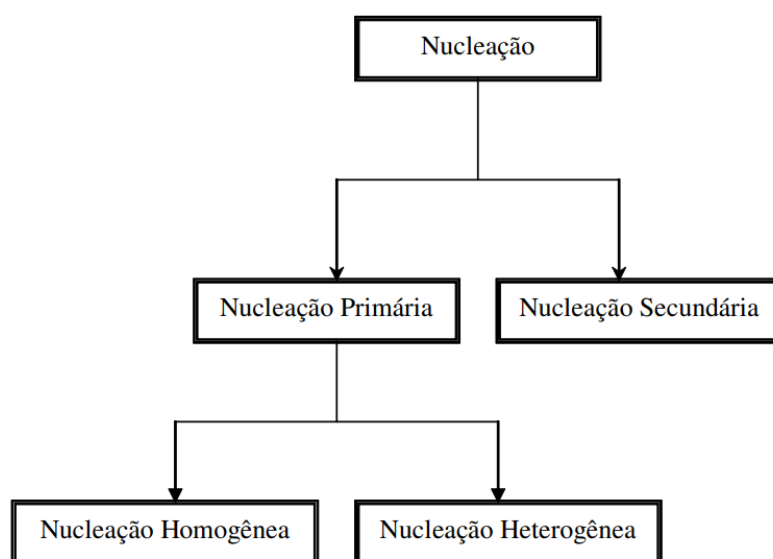 Nucleação
Nucleação Primária
Nucleação Secundária
Nucleação Homogênea
Nucleação Heterogênea